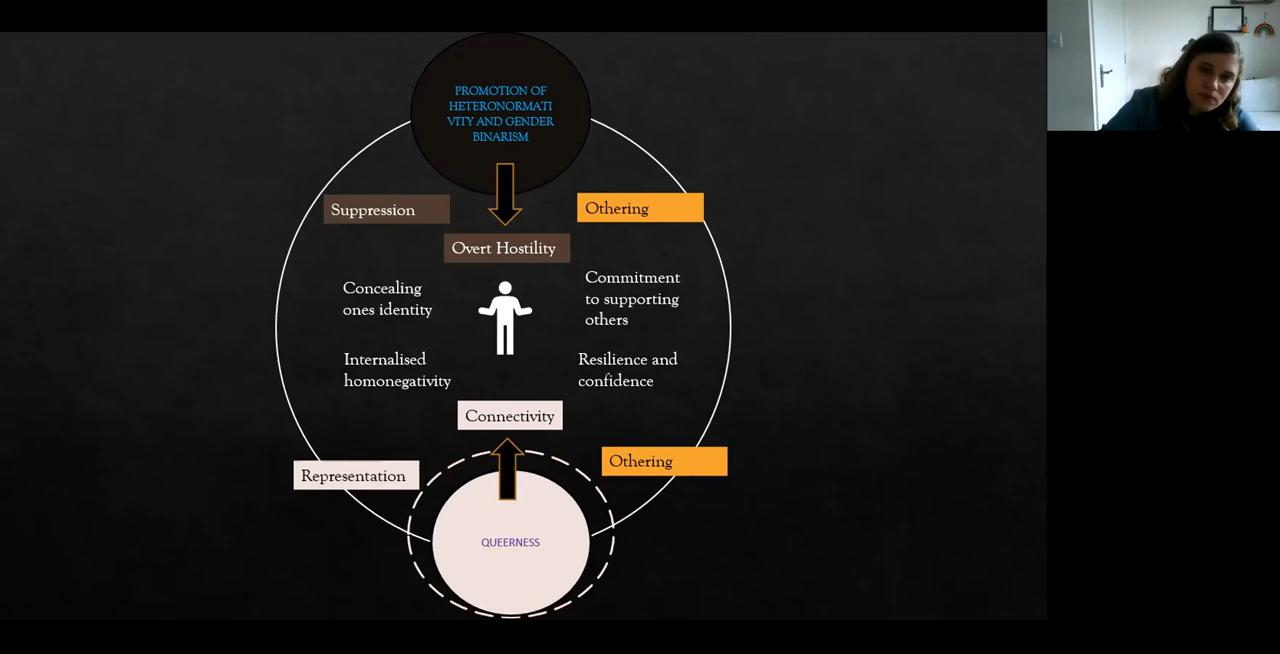 PROMOTION OF
HETERONORMATI
VITY AND GENDER
BINARISM
Suppression
Othering
Overt Hostility
Concealing
ones identity
Commitment
to supporting
others
Internalised
homonegativity
Resilience and
confidence
Connectivity
Representation
Othering
QUEERNESS